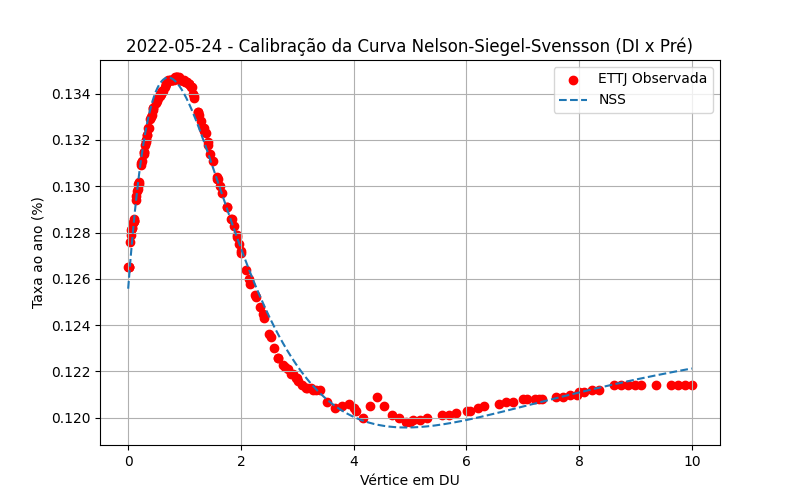 2022-05-24 - Calibração da Curva Nelson-Siegel-Svensson (DI x Pré)
ETTJ Observada
NSS
Taxa ao ano (%)
0.134
0.132
0.130
0.128
0.126
0.124
0.122
0.120
0 2 4 6 8 10
Vértice em DU